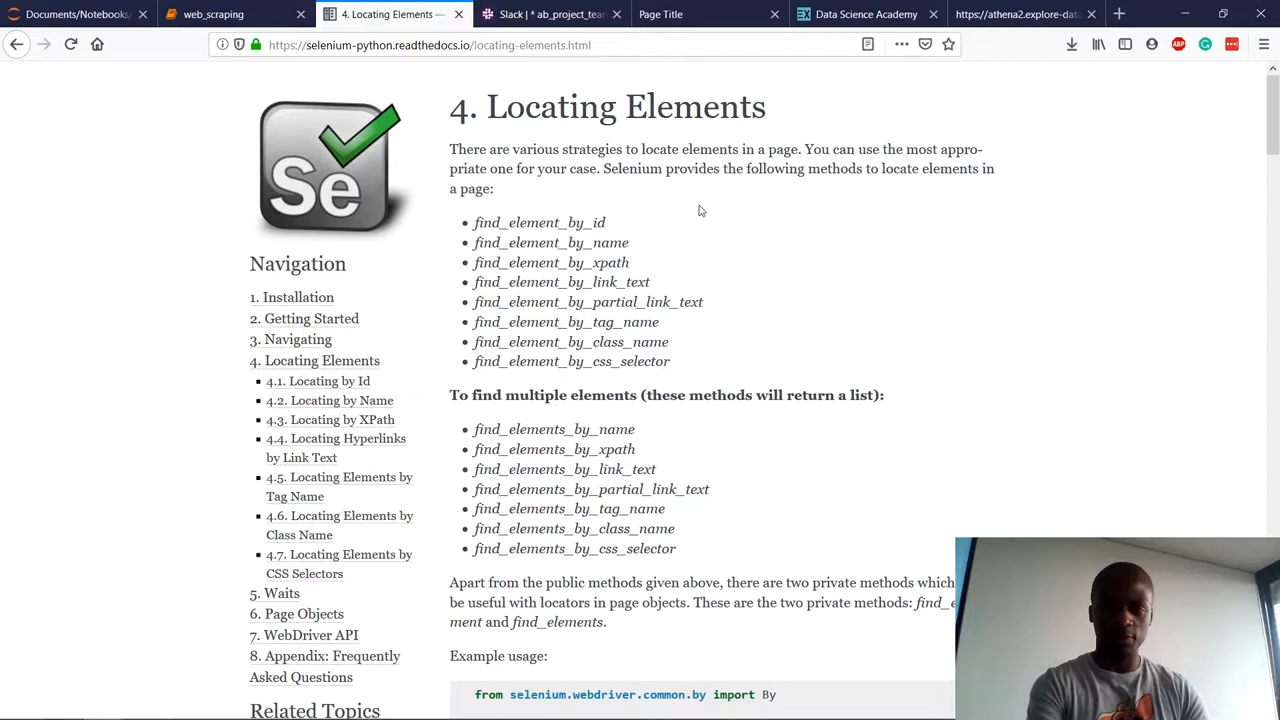 Documents/Notebooks/
web_scraping
4. Locating Elements —
Slack | * ab_project_team
Page Title
Data Science Academy
https://athena2.explore-dat
https://selenium-python.readthedocs.io/locating-elements.html
ABP
Se
Navigation
1. Installation
2. Getting Started
3. Navigating
4. Locating Elements
4.1. Locating by Id
4.2. Locating by Name
4.3. Locating by XPath
4.4. Locating Hyperlinks
by Link Text
4.5. Locating Elements by
Tag Name
4.6. Locating Elements by
Class Name
4.7. Locating Elements by
CSS Selectors
5. Waits
6. Page Objects
7. WebDriver API
8. Appendix: Frequently
Asked Questions
Related Topics
4. Locating Elements
There are various strategies to locate elements in a page. You can use the most appro-
priate one for your case. Selenium provides the following methods to locate elements in
a page:
find_element_by_id
find_element_by_name
find_element_by_xpath
find_element_by_link_text
find_element_by_partial_link_text
find_element_by_tag_name
find_element_by_class_name
find_element_by_css_selector
To find multiple elements (these methods will return a list):
find_elements_by_name
find_elements_by_xpath
find_elements_by_link_text
find_elements_by_partial_link_text
find_elements_by_tag_name
find_elements_by_class_name
find_elements_by_css_selector
Apart from the public methods given above, there are two private methods which
be useful with locators in page objects. These are the two private methods: find_e
ment and find_elements.
Example usage:
from selenium.webdriver.common.by import By